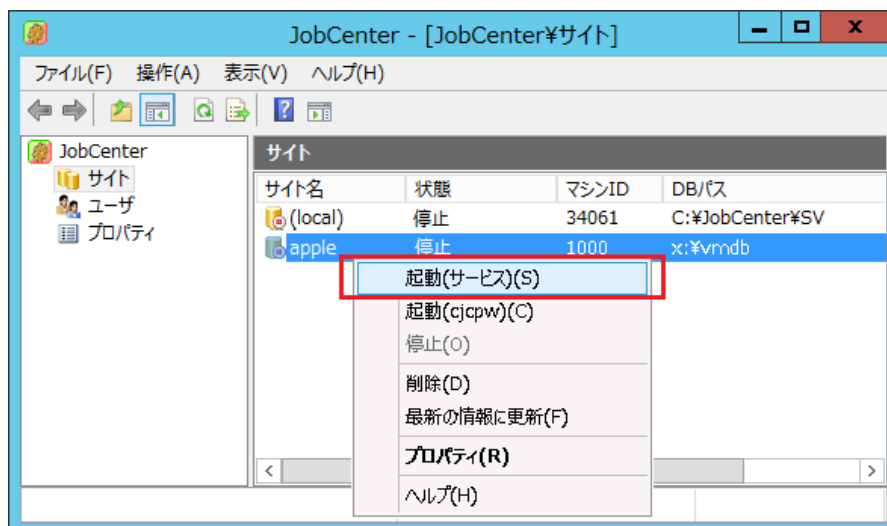 JobCenter - [JobCenter¥サイト]
ファイル(F) 操作(A) 表示(V) ヘルプ(H)
JobCenter
サイト
ユーザ
プロパティ
サイト
サイト名 状態 マシンID DBパス
(local) 停止 34061 C:¥JobCenter¥SV
apple 停止 1000 x:¥vmdb
起動(サービス)(S)
起動(cjcpw)(C)
停止(O)
削除(D)
最新の情報に更新(F)
プロパティ(R)
ヘルプ(H)